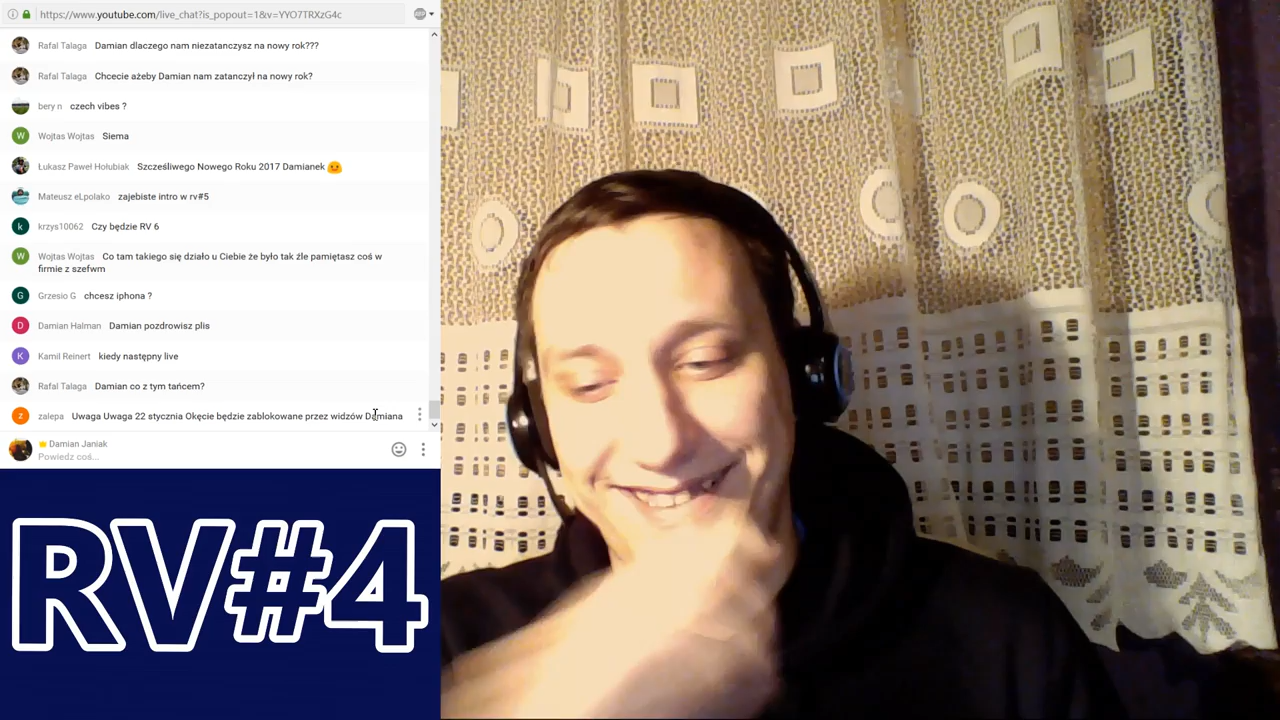 https://www.youtube.com/live_chat?is_popout=1&v=YYO7TRXzG4c
Rafal Talaga Damian dlaczego nam niezatanczysz na nowy rok???
Rafal Talaga Chcecie ażeby Damian nam zatanczył na nowy rok?
bery n czech vibes ?
W Wojtas Wojtas Siema
Łukasz Paweł Hołubiak Szcześliwego Nowego Roku 2017 Damianek
Mateusz eLpolako zajebiste intro w rv#5
k krzys10062 Czy będzie RV 6
W Wojtas Wojtas Co tam takiego się działo u Ciebie że było tak źle pamiętasz coś w
firmie z szefwm
G Grzesio G chcesz iphona ?
D Damian Halman Damian pozdrowisz plis
K Kamil Reinert kiedy następny live
Rafal Talaga Damian co z tym tańcem?
z zalepa Uwaga Uwaga 22 stycznia Okęcie będzie zablokowane przez widzów Damiana
Damian Janiak
Powiedz coś...
RV#4